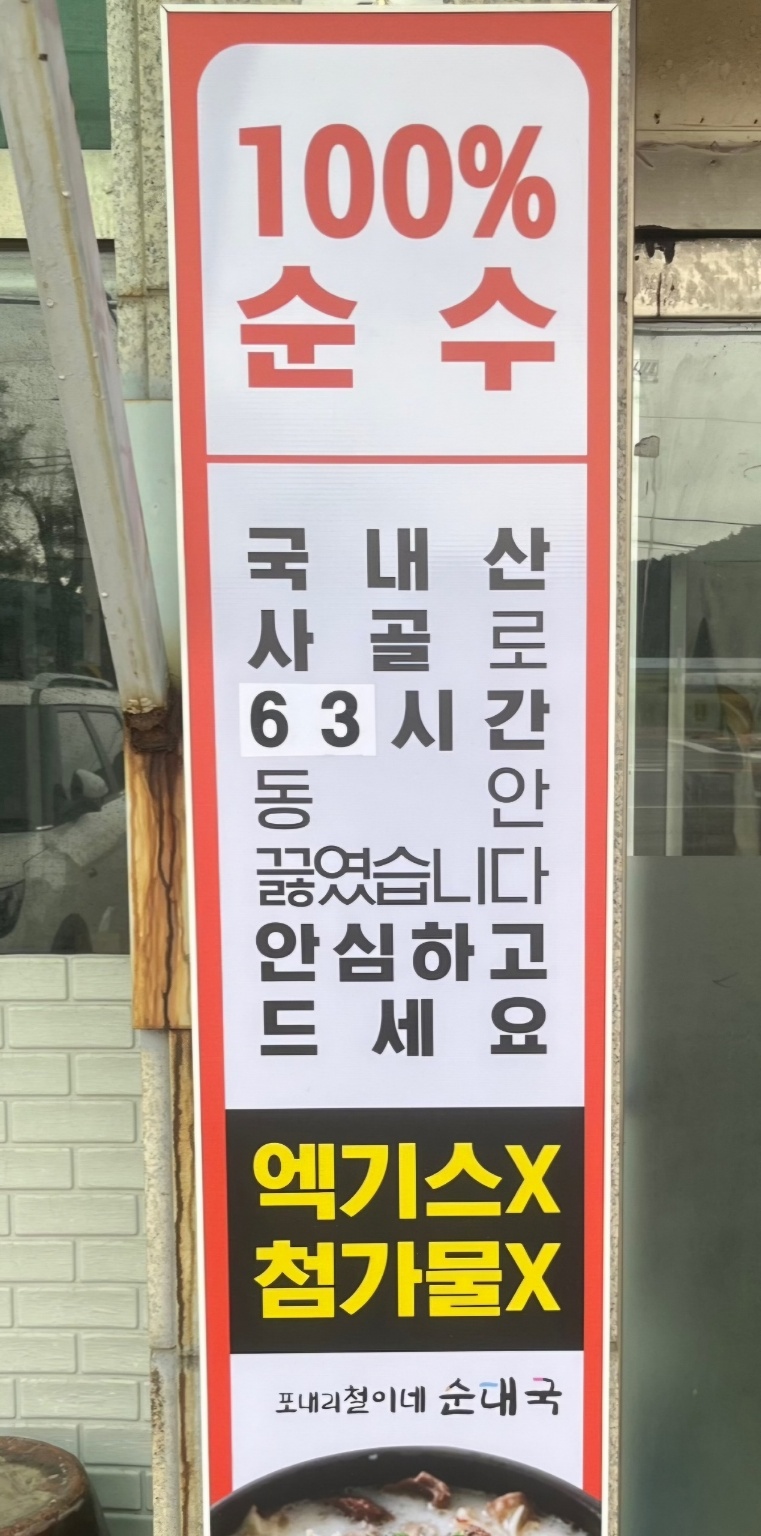 100%
순 수
국 내 산
사 골 로
6 3 시 간
동 안
끓였습니다
안심하고
드 세 요
엑기스X
첨가물X
포내리철이네 순대국